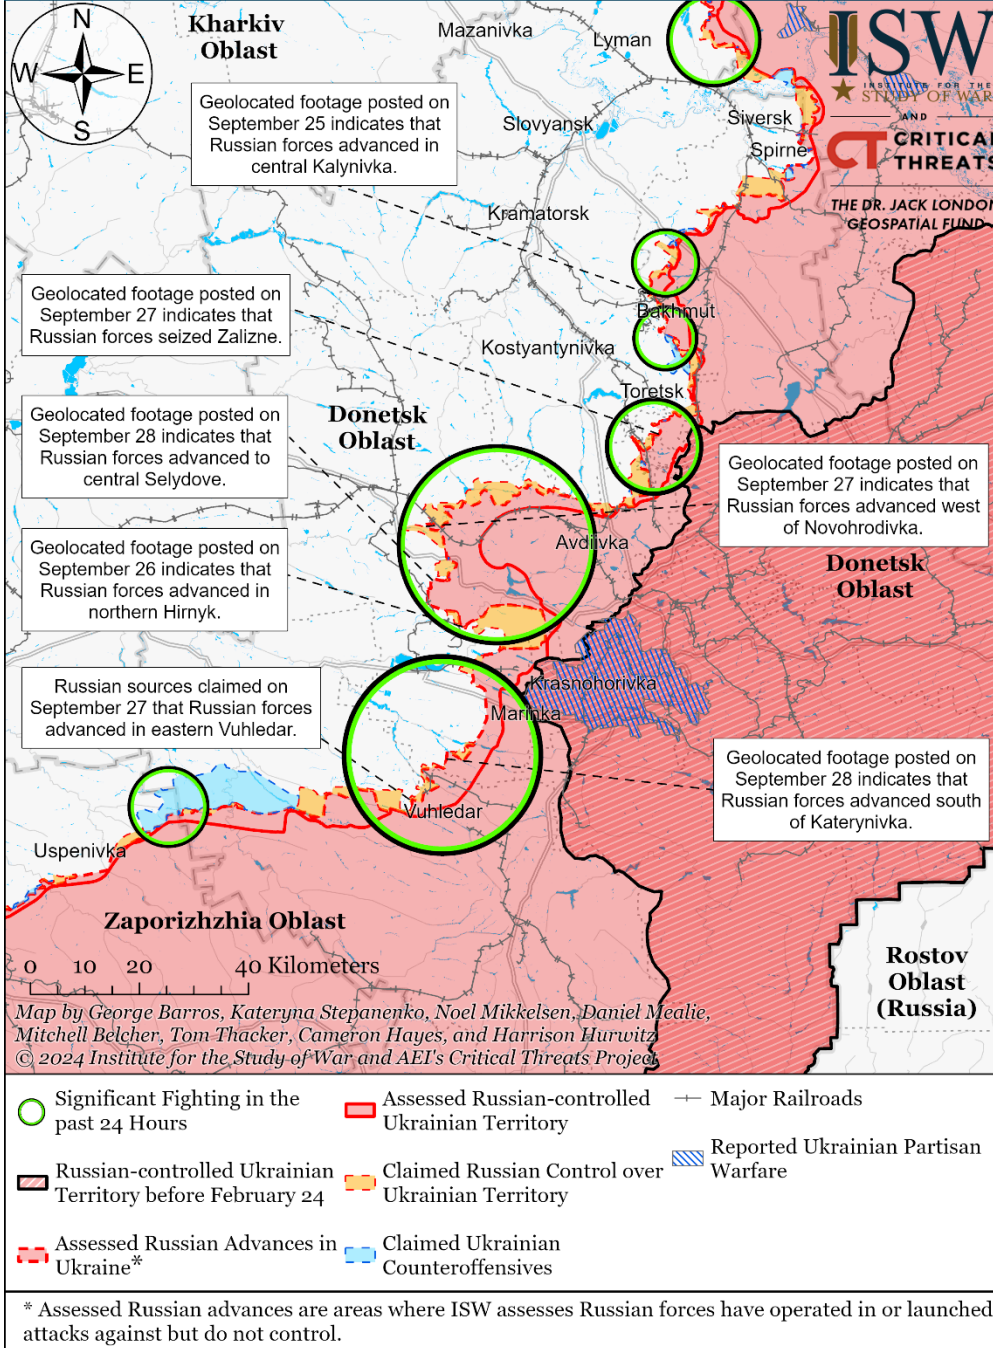 N
W
E
S
Kharkiv
Oblast
Mazanivka
Lyman
ISW
INSTITUTE FOR THE
STUDY OF WAR
AND
CT CRITICAL
THREATS
THE DR. JACK LONDON
GEOSPATIAL FUND
Geolocated footage posted on
September 25 indicates that
Russian forces advanced in
central Kalynivka.
Slovyansk
Siversk
Spirne
Kramatorsk
Geolocated footage posted on
September 27 indicates that
Russian forces seized Zalizne.
Bakhmut
Kostyantynivka
Toretsk
Donetsk
Oblast
Geolocated footage posted on
September 28 indicates that
Russian forces advanced to
central Selydove.
Geolocated footage posted on
September 27 indicates that
Russian forces advanced west
of Novohrodivka.
Avdiivka
Donetsk
Oblast
Geolocated footage posted on
September 26 indicates that
Russian forces advanced in
northern Hirnyk.
Krasnohorivka
Marinka
Russian sources claimed on
September 27 that Russian forces
advanced in eastern Vuhledar.
Geolocated footage posted on
September 28 indicates that
Russian forces advanced south
of Katerynivka.
Vuhledar
Uspenivka
Zaporizhzhia Oblast
Rostov
Oblast
(Russia)
0 10 20 40 Kilometers
Map by George Barros, Kateryna Stepanenko, Noel Mikkelsen, Daniel Mealie,
Mitchell Belcher, Tom Thacker, Cameron Hayes, and Harrison Hurwitz
© 2024 Institute for the Study of War and AEI's Critical Threats Project
Significant Fighting in the
past 24 Hours
Assessed Russian-controlled
Ukrainian Territory
Major Railroads
Russian-controlled Ukrainian
Territory before February 24
Claimed Russian Control over
Ukrainian Territory
Reported Ukrainian Partisan
Warfare
Assessed Russian Advances in
Ukraine*
Claimed Ukrainian
Counteroffensives
* Assessed Russian advances are areas where ISW assesses Russian forces have operated in or launched
attacks against but do not control.